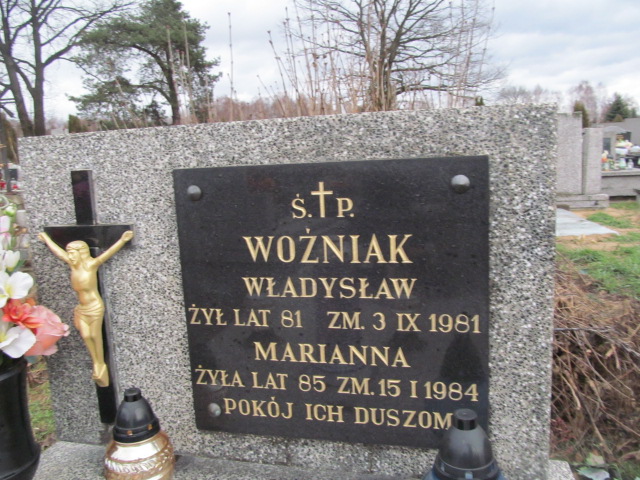 Ś.†P.
WOŹNIAK
WŁADYSŁAW
ŻYŁ LAT 81 ZM. 3 IX 1981
MARIANNA
ŻYŁA LAT 85 ZM. 15 I 1984
POKÓJ ICH DUSZOM